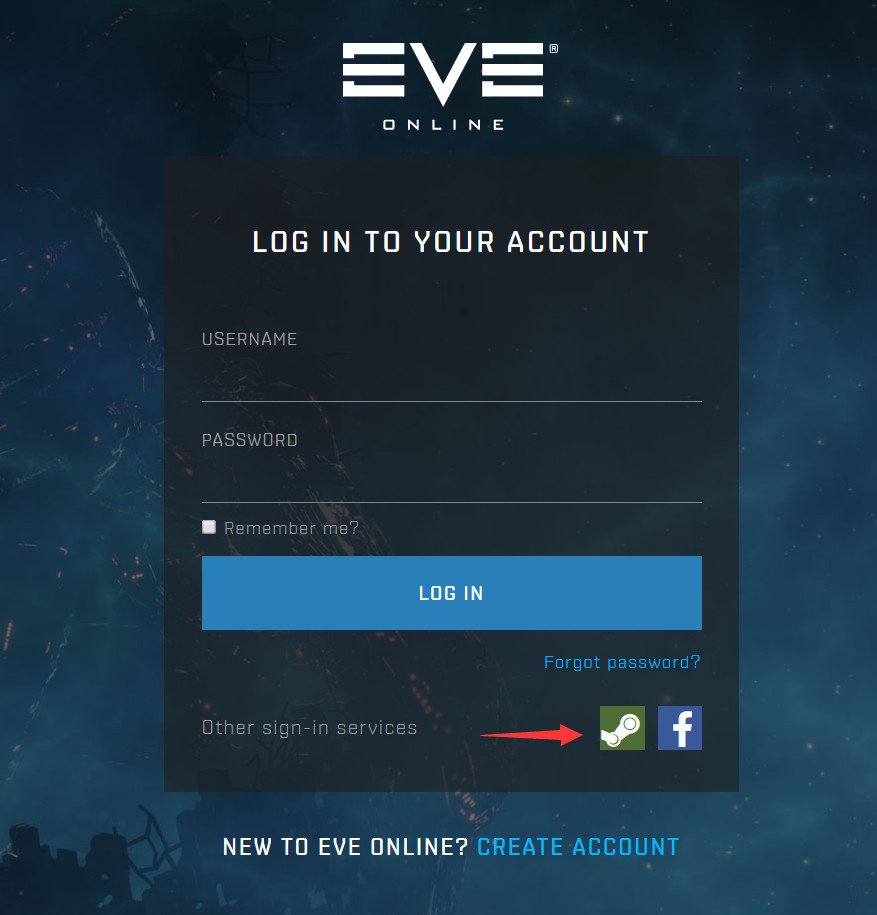 EVE®
ONLINE
LOG IN TO YOUR ACCOUNT
USERNAME
PASSWORD
Remember me?
LOG IN
Forgot password?
Other sign-in services
f
NEW TO EVE ONLINE? CREATE ACCOUNT